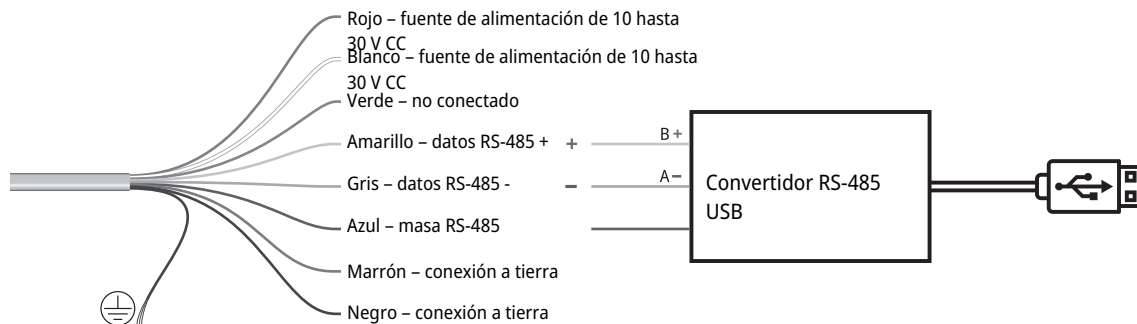 Rojo – fuente de alimentación de 10 hasta
30 V CC
Blanco – fuente de alimentación de 10 hasta
30 V CC
Verde – no conectado
Amarillo – datos RS-485 + +
B +
Gris – datos RS-485 - –
A –
Convertidor RS-485
USB
Azul – masa RS-485
Marrón – conexión a tierra
Negro – conexión a tierra